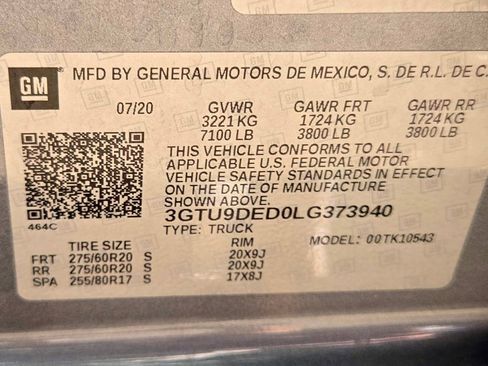 GM
MFD BY GENERAL MOTORS DE MEXICO, S. DE R.L. DE C.
07/20 GVWR GAWR FRT GAWR RR
3221 KG 1724 KG 1724 KG
7100 LB 3800 LB 3800 LB
THIS VEHICLE CONFORMS TO ALL
APPLICABLE U.S. FEDERAL MOTOR
VEHICLE SAFETY STANDARDS IN EFFECT
ON THE DATE OF MANUFACTURE
SHOWN ABOVE.
464C 3GTU9DED0LG373940
TYPE: TRUCK MODEL: 00TK10543
TIRE SIZE RIM
FRT 275/60R20 S 20X9J
RR 275/60R20 S 20X9J
SPA 255/80R17 S 17X8J